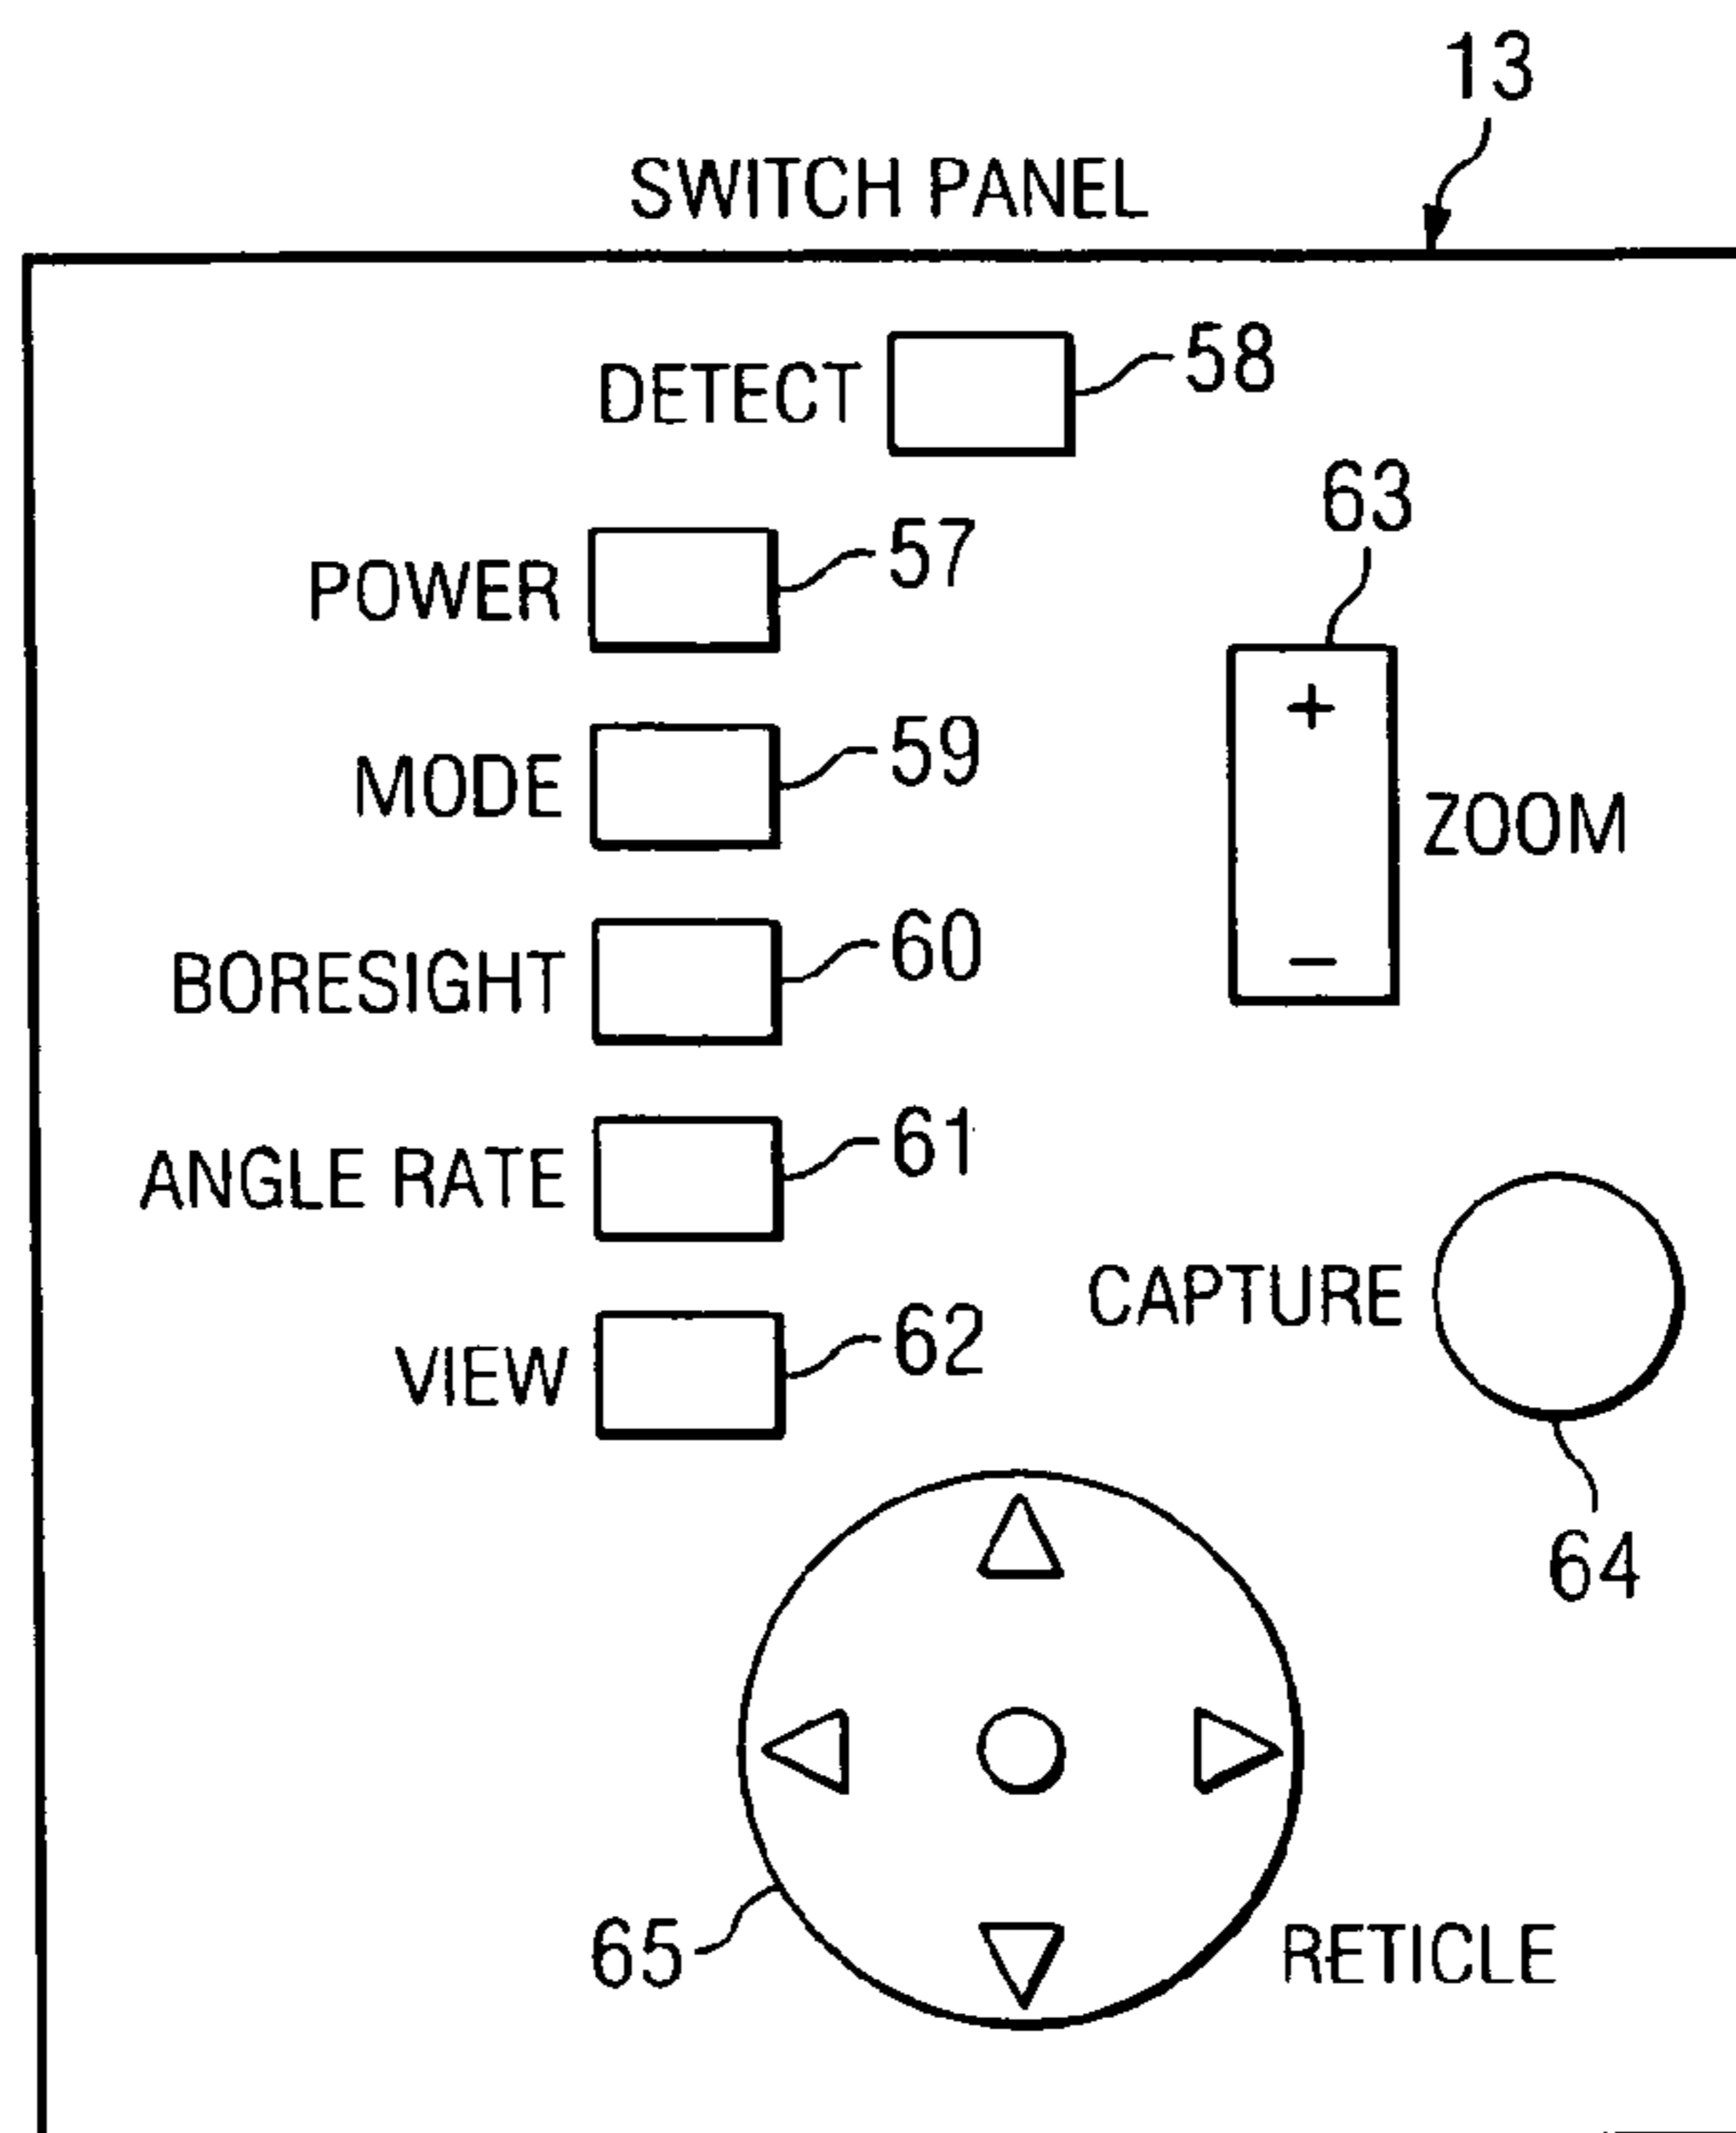 13
SWITCH PANEL
DETECT 58
63
POWER 57
+
MODE 59
ZOOM
BORESIGHT 60
−
ANGLE RATE 61
CAPTURE
VIEW 62
64
65
RETICLE